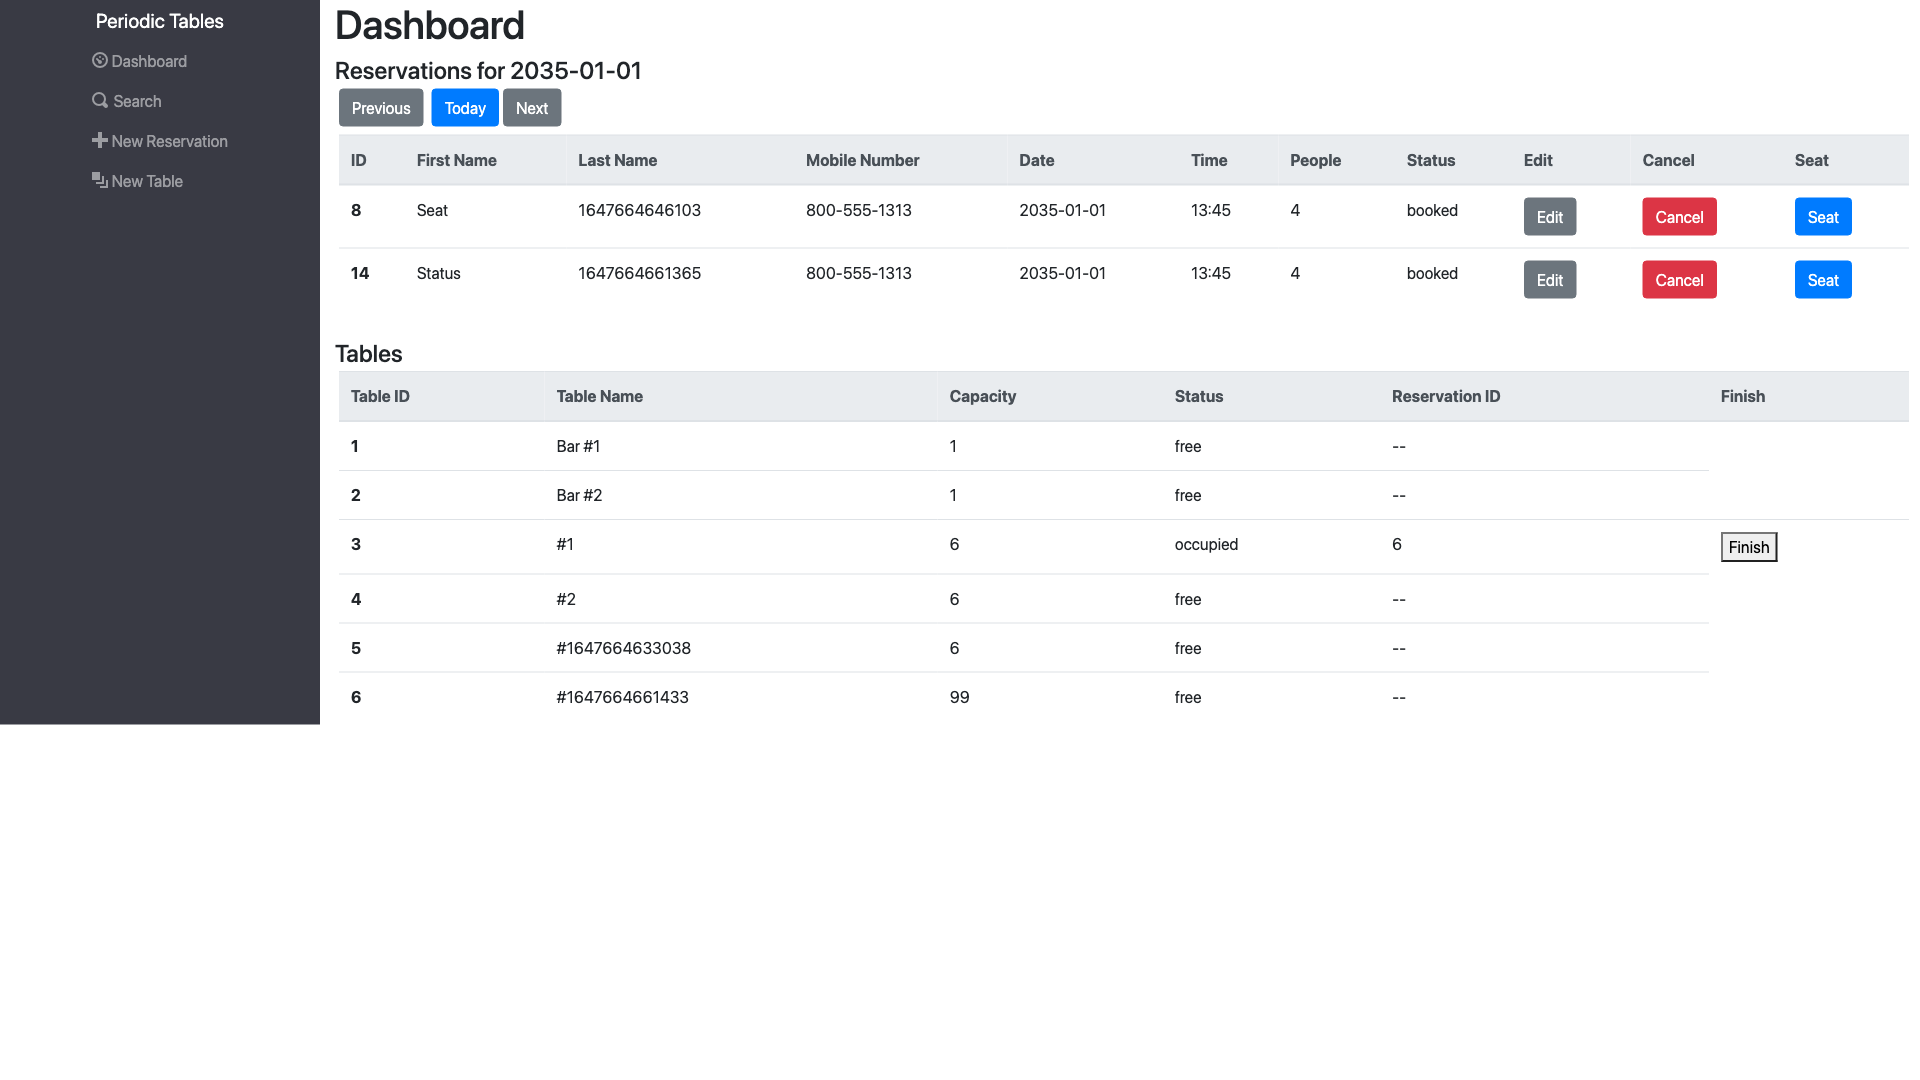 Periodic Tables
Dashboard
Search
New Reservation
New Table
Dashboard
Reservations for 2035-01-01
Previous Today Next
ID First Name Last Name Mobile Number Date Time People Status Edit Cancel Seat
8 Seat 1647664646103 800-555-1313 2035-01-01 13:45 4 booked Edit Cancel Seat
14 Status 1647664661365 800-555-1313 2035-01-01 13:45 4 booked Edit Cancel Seat
Tables
Table ID Table Name Capacity Status Reservation ID Finish
1 Bar #1 1 free --
2 Bar #2 1 free --
3 #1 6 occupied 6 Finish
4 #2 6 free --
5 #1647664633038 6 free --
6 #1647664661433 99 free --